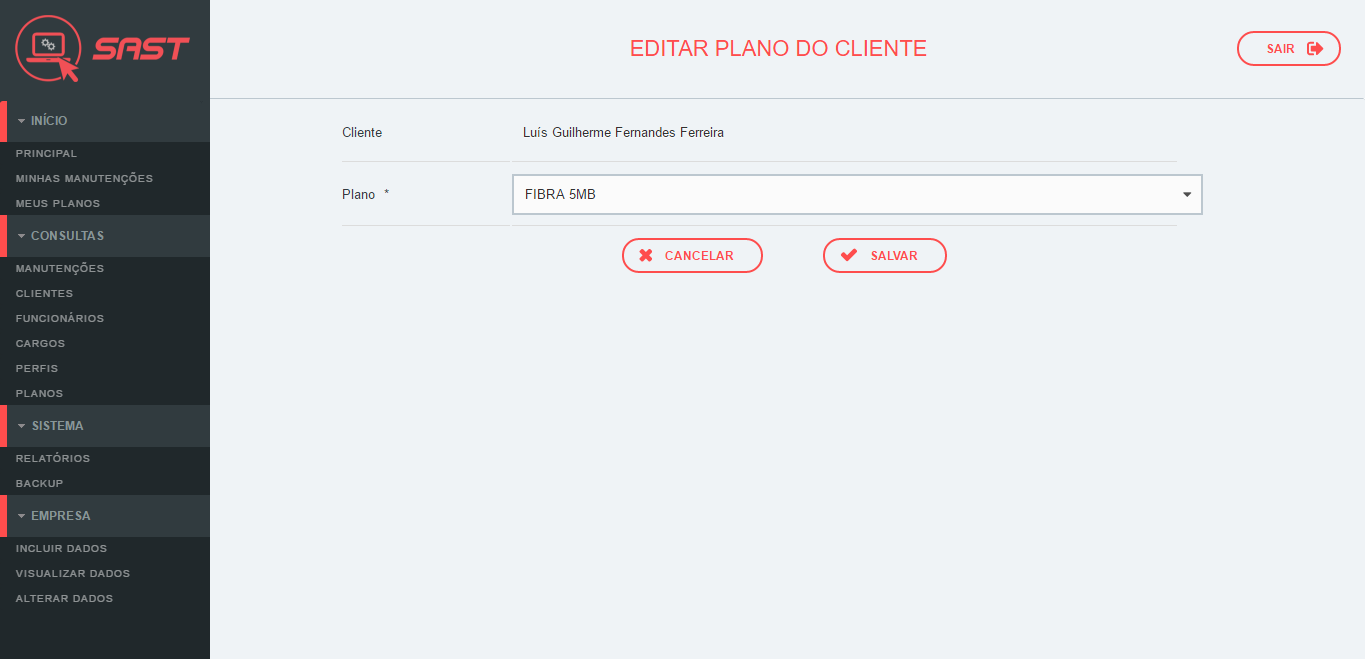 SAST
EDITAR PLANO DO CLIENTE
SAIR
INÍCIO
PRINCIPAL
MINHAS MANUTENÇÕES
MEUS PLANOS
CONSULTAS
MANUTENÇÕES
CLIENTES
FUNCIONÁRIOS
CARGOS
PERFIS
PLANOS
SISTEMA
RELATÓRIOS
BACKUP
EMPRESA
INCLUIR DADOS
VISUALIZAR DADOS
ALTERAR DADOS
Cliente Luís Guilherme Fernandes Ferreira
Plano * FIBRA 5MB
CANCELAR SALVAR